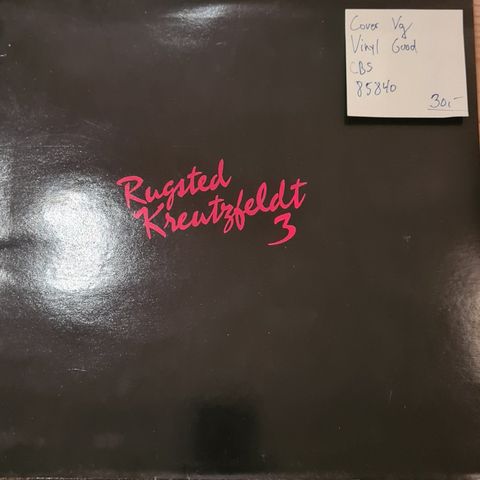 Cover Vg
Vinyl Good
CBS
85840
30,-
Rugsted
Kreutzfeldt
3